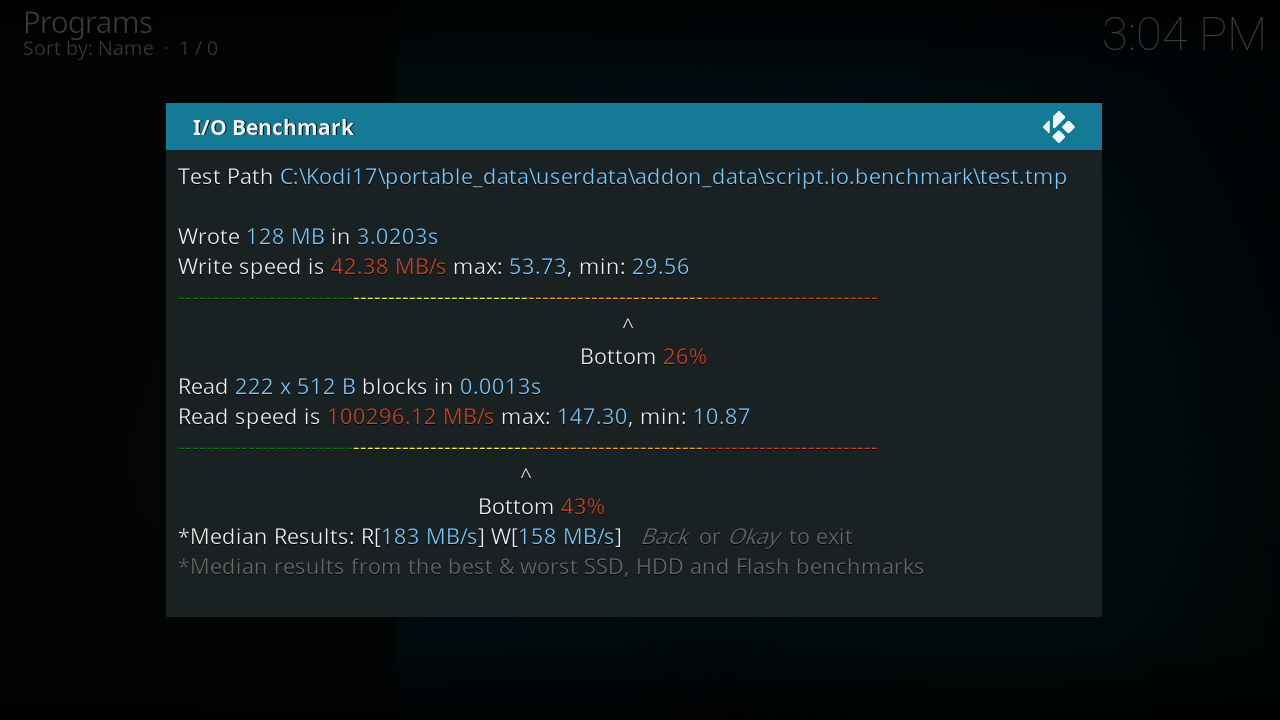 Programs
Sort by: Name · 1 / 0
3:04 PM
I/O Benchmark
Test Path C:\Kodi17\portable_data\userdata\addon_data\script.io.benchmark\test.tmp
Wrote 128 MB in 3.0203s
Write speed is 42.38 MB/s max: 53.73, min: 29.56
----------------------------------------------------------------------------------------------------
^
Bottom 26%
Read 222 x 512 B blocks in 0.0013s
Read speed is 100296.12 MB/s max: 147.30, min: 10.87
----------------------------------------------------------------------------------------------------
^
Bottom 43%
*Median Results: R[183 MB/s] W[158 MB/s] Back or Okay to exit
*Median results from the best & worst SSD, HDD and Flash benchmarks